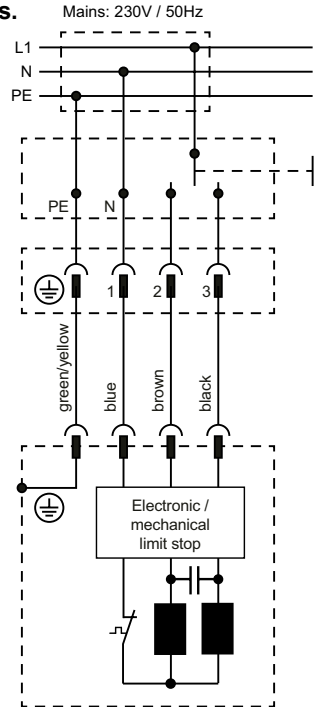 s.
Mains: 230V / 50Hz
L1
N
PE
PE N
1 2 3
green/yellow
blue
brown
black
Electronic /
mechanical
limit stop